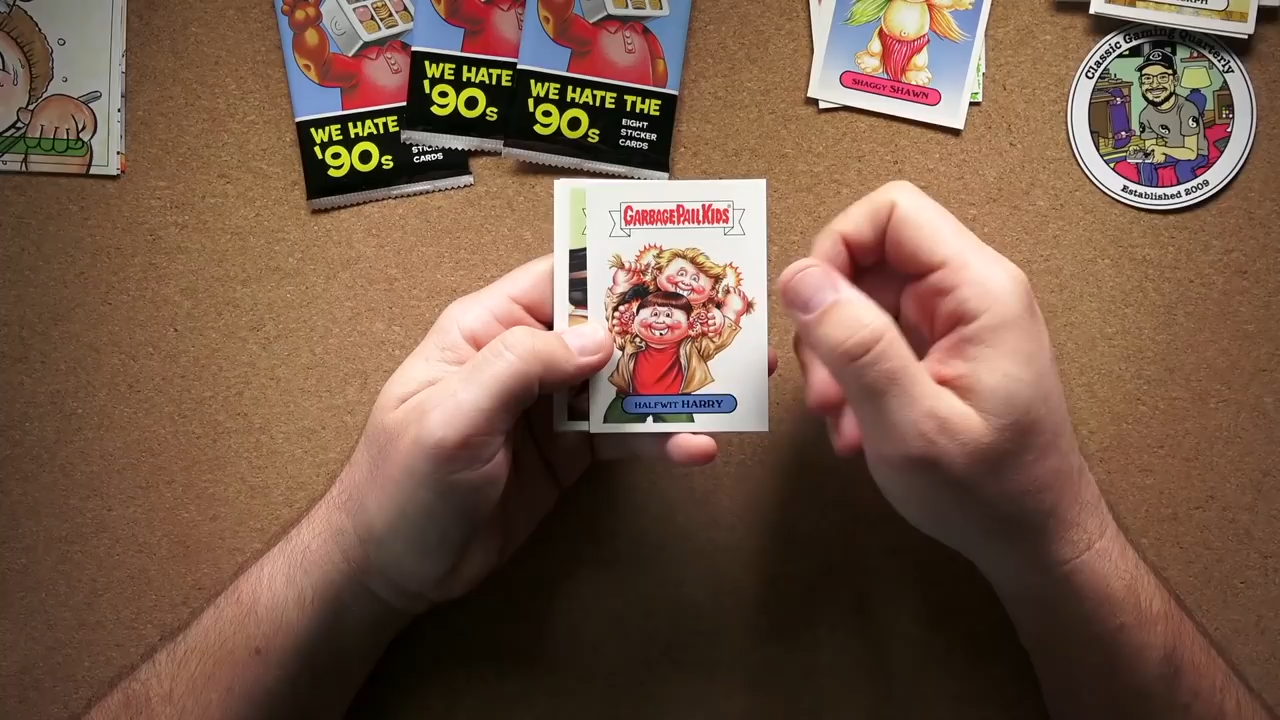 WE HATE
'90s
STICKER
CARDS
WE HATE
'90s
WE HATE THE
'90s
EIGHT
STICKER
CARDS
SHAGGY SHAWN
Classic Gaming Quarterly
Established 2009
GARBAGE PAIL KIDS
HALFWIT HARRY